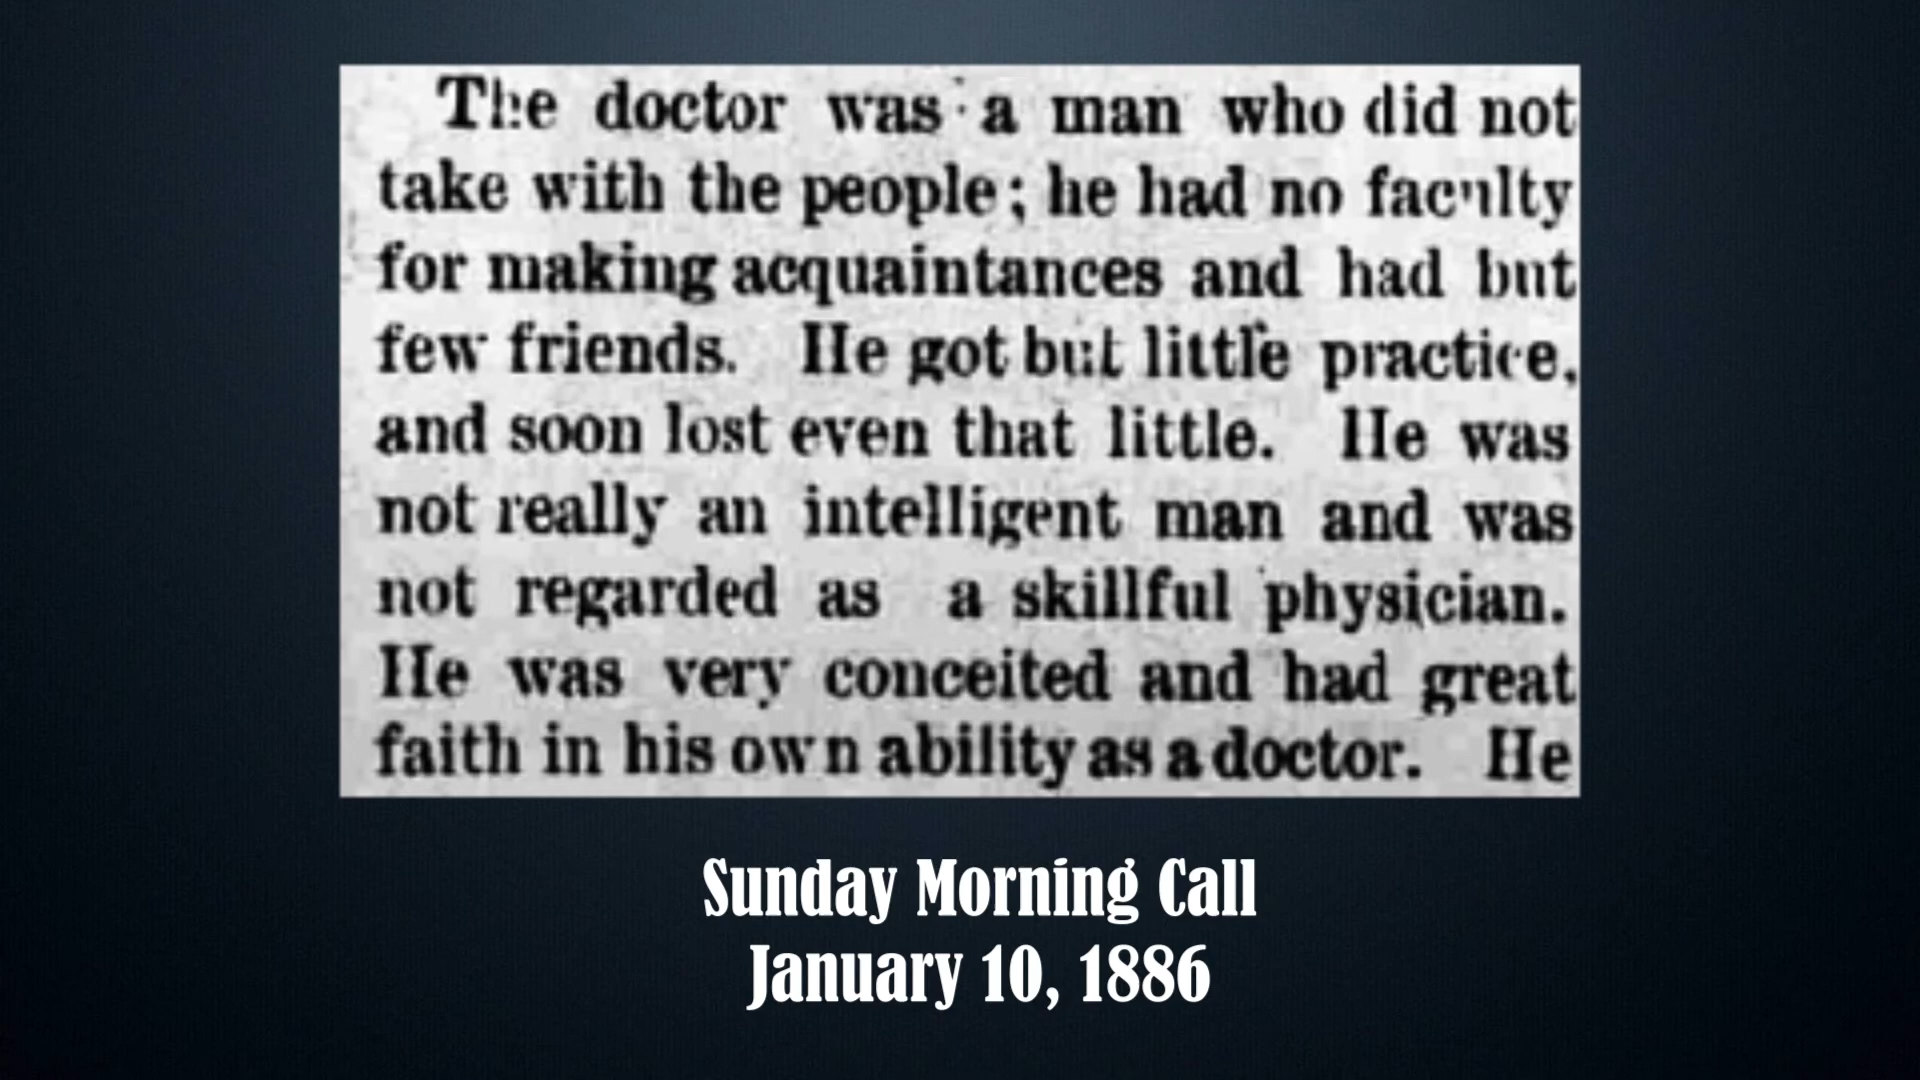 The doctor was a man who did not
take with the people; he had no faculty
for making acquaintances and had but
few friends. He got but little practice,
and soon lost even that little. He was
not really an intelligent man and was
not regarded as a skillful physician.
He was very conceited and had great
faith in his own ability as a doctor. He
Sunday Morning Call
January 10, 1886